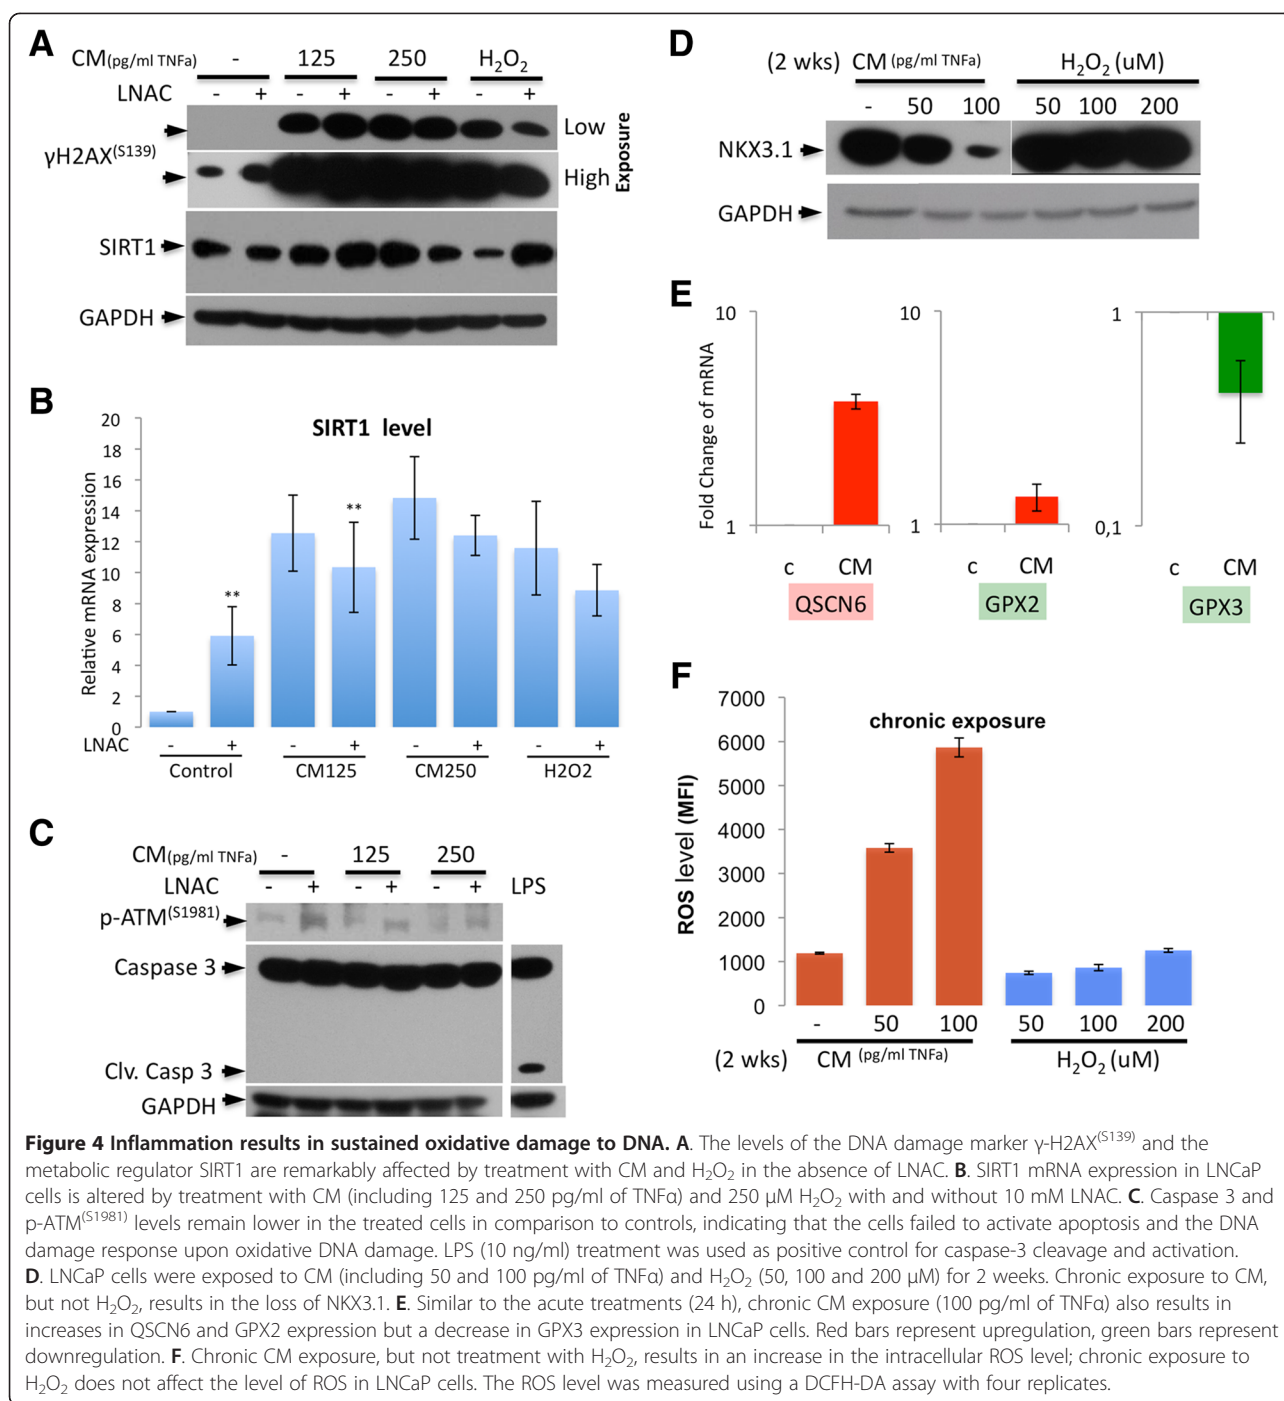 A
CM(pg/ml TNFa) - 125 250 H₂O₂
LNAC - + - + - + - +
γH2AX(S139)
Low
High
Exposure
SIRT1
GAPDH
B
SIRT1 level
Relative mRNA expression
20
18
16
14
12
10
8
6
4
2
0
** **
LNAC - + - + - + - +
Control CM125 CM250 H2O2
C
CM(pg/ml TNFa) - 125 250
LNAC - + - + - + LPS
p-ATM(S1981)
Caspase 3
Clv. Casp 3
GAPDH
D
(2 wks) CM (pg/ml TNFa) H₂O₂ (uM)
- 50 100 50 100 200
NKX3.1
GAPDH
E
Fold Change of mRNA
10 10 1
1 1 0,1
c CM c CM c CM
QSCN6 GPX2 GPX3
F
chronic exposure
ROS level (MFI)
7000
6000
5000
4000
3000
2000
1000
0
- 50 100 50 100 200
(2 wks) CM (pg/ml TNFa) H₂O₂ (uM)
Figure 4 Inflammation results in sustained oxidative damage to DNA. A. The levels of the DNA damage marker γ-H2AX(S139) and the
metabolic regulator SIRT1 are remarkably affected by treatment with CM and H₂O₂ in the absence of LNAC. B. SIRT1 mRNA expression in LNCaP
cells is altered by treatment with CM (including 125 and 250 pg/ml of TNFα) and 250 μM H₂O₂ with and without 10 mM LNAC. C. Caspase 3 and
p-ATM(S1981) levels remain lower in the treated cells in comparison to controls, indicating that the cells failed to activate apoptosis and the DNA
damage response upon oxidative DNA damage. LPS (10 ng/ml) treatment was used as positive control for caspase-3 cleavage and activation.
D. LNCaP cells were exposed to CM (including 50 and 100 pg/ml of TNFα) and H₂O₂ (50, 100 and 200 μM) for 2 weeks. Chronic exposure to CM,
but not H₂O₂, results in the loss of NKX3.1. E. Similar to the acute treatments (24 h), chronic CM exposure (100 pg/ml of TNFα) also results in
increases in QSCN6 and GPX2 expression but a decrease in GPX3 expression in LNCaP cells. Red bars represent upregulation, green bars represent
downregulation. F. Chronic CM exposure, but not treatment with H₂O₂, results in an increase in the intracellular ROS level; chronic exposure to
H₂O₂ does not affect the level of ROS in LNCaP cells. The ROS level was measured using a DCFH-DA assay with four replicates.